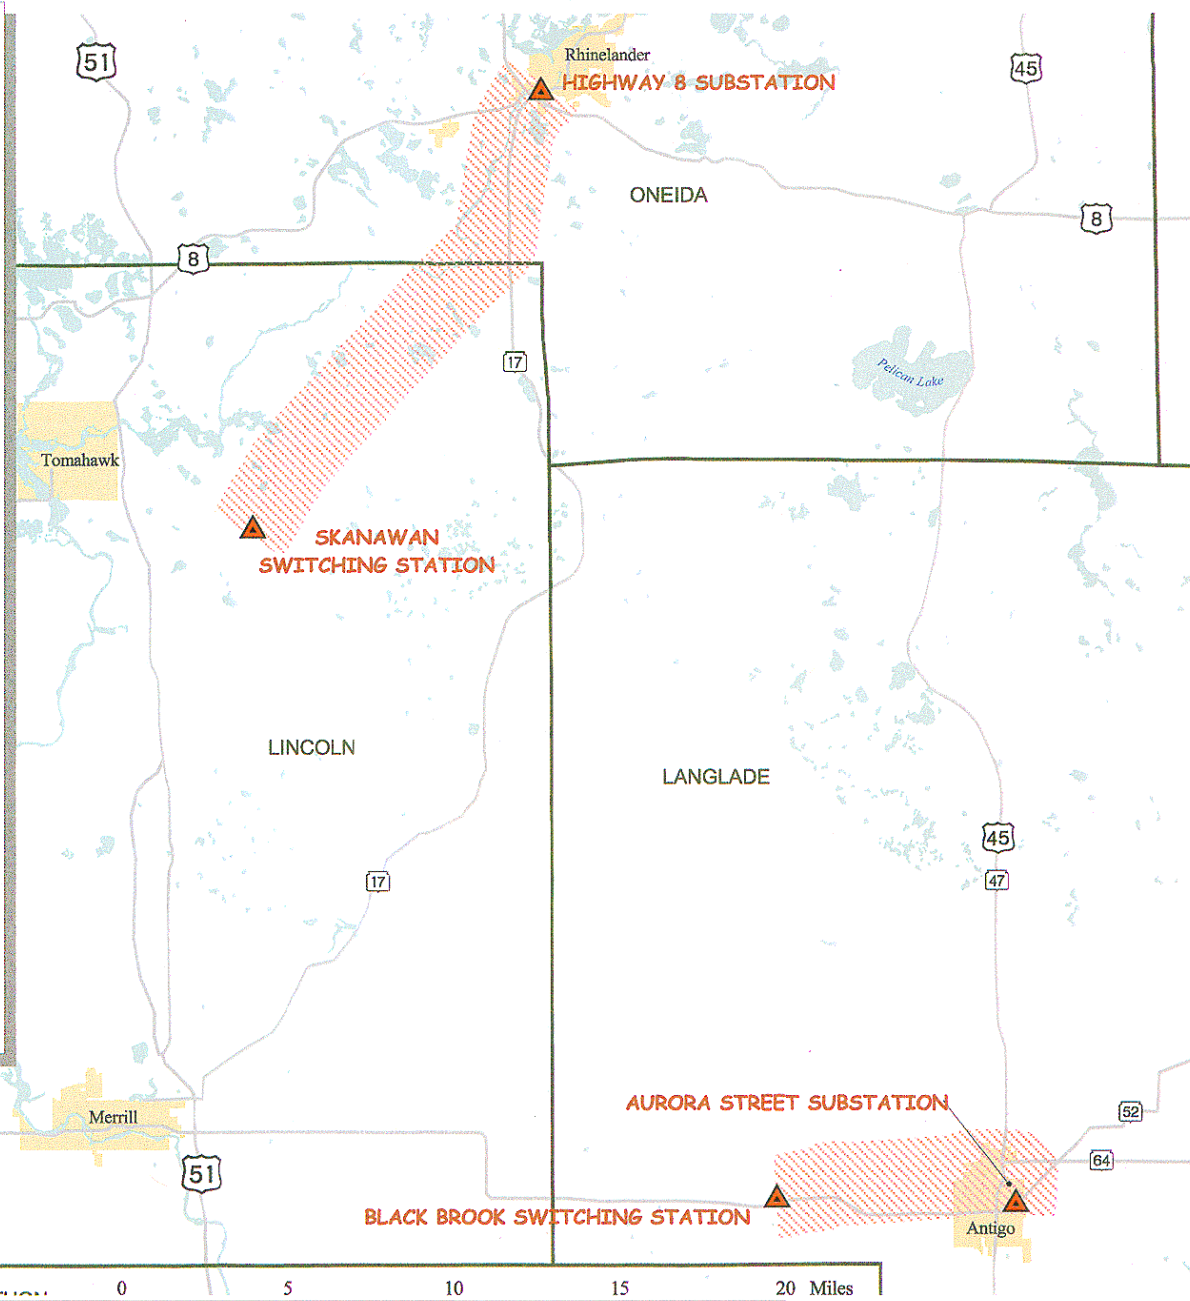 51
Rhinelander
HIGHWAY 8 SUBSTATION
45
ONEIDA
8
8
17
Pelican Lake
Tomahawk
SKANAWAN
SWITCHING STATION
LINCOLN
LANGLADE
45
47
17
AURORA STREET SUBSTATION
52
Merrill
64
51
BLACK BROOK SWITCHING STATION
Antigo
0 5 10 15 20 Miles